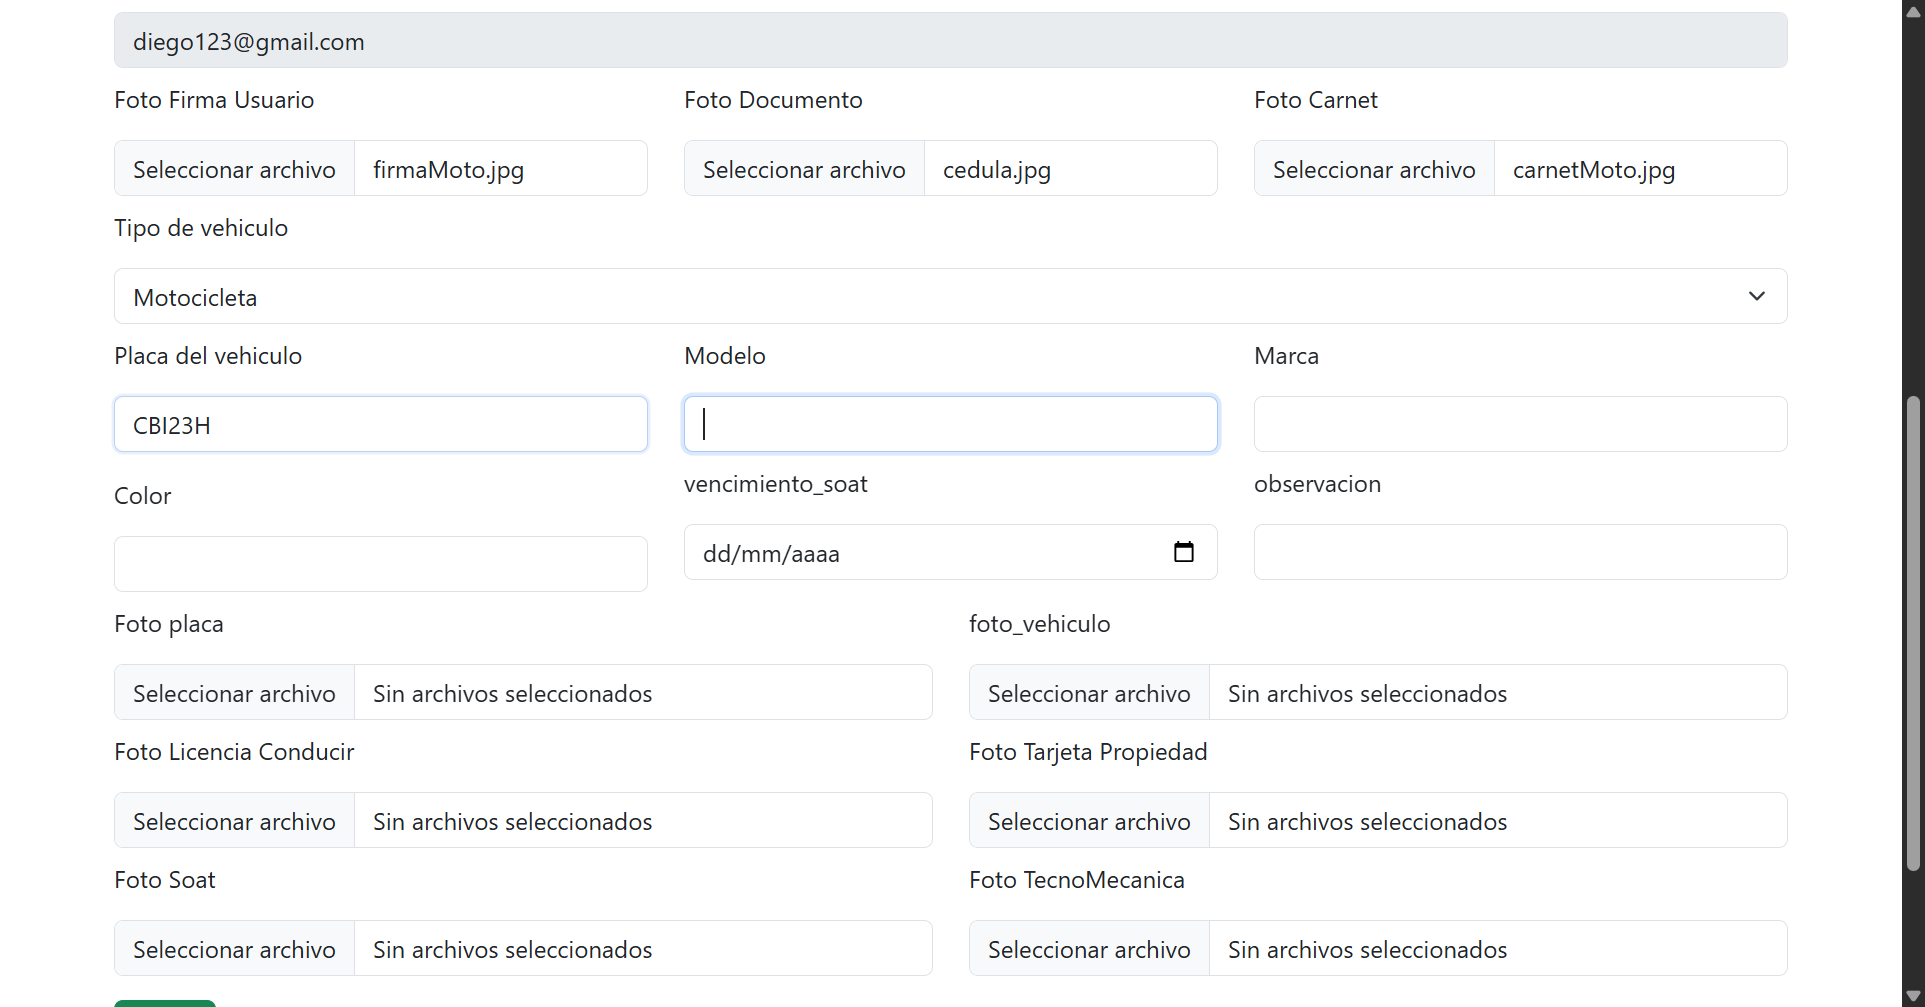 diego123@gmail.com
Foto Firma Usuario
Foto Documento
Foto Carnet
Seleccionar archivo firmaMoto.jpg
Seleccionar archivo cedula.jpg
Seleccionar archivo carnetMoto.jpg
Tipo de vehiculo
Motocicleta
Placa del vehiculo
Modelo
Marca
CBI23H
Color
vencimiento_soat
observacion
dd/mm/aaaa
Foto placa
foto_vehiculo
Seleccionar archivo Sin archivos seleccionados
Seleccionar archivo Sin archivos seleccionados
Foto Licencia Conducir
Foto Tarjeta Propiedad
Seleccionar archivo Sin archivos seleccionados
Seleccionar archivo Sin archivos seleccionados
Foto Soat
Foto TecnoMecanica
Seleccionar archivo Sin archivos seleccionados
Seleccionar archivo Sin archivos seleccionados